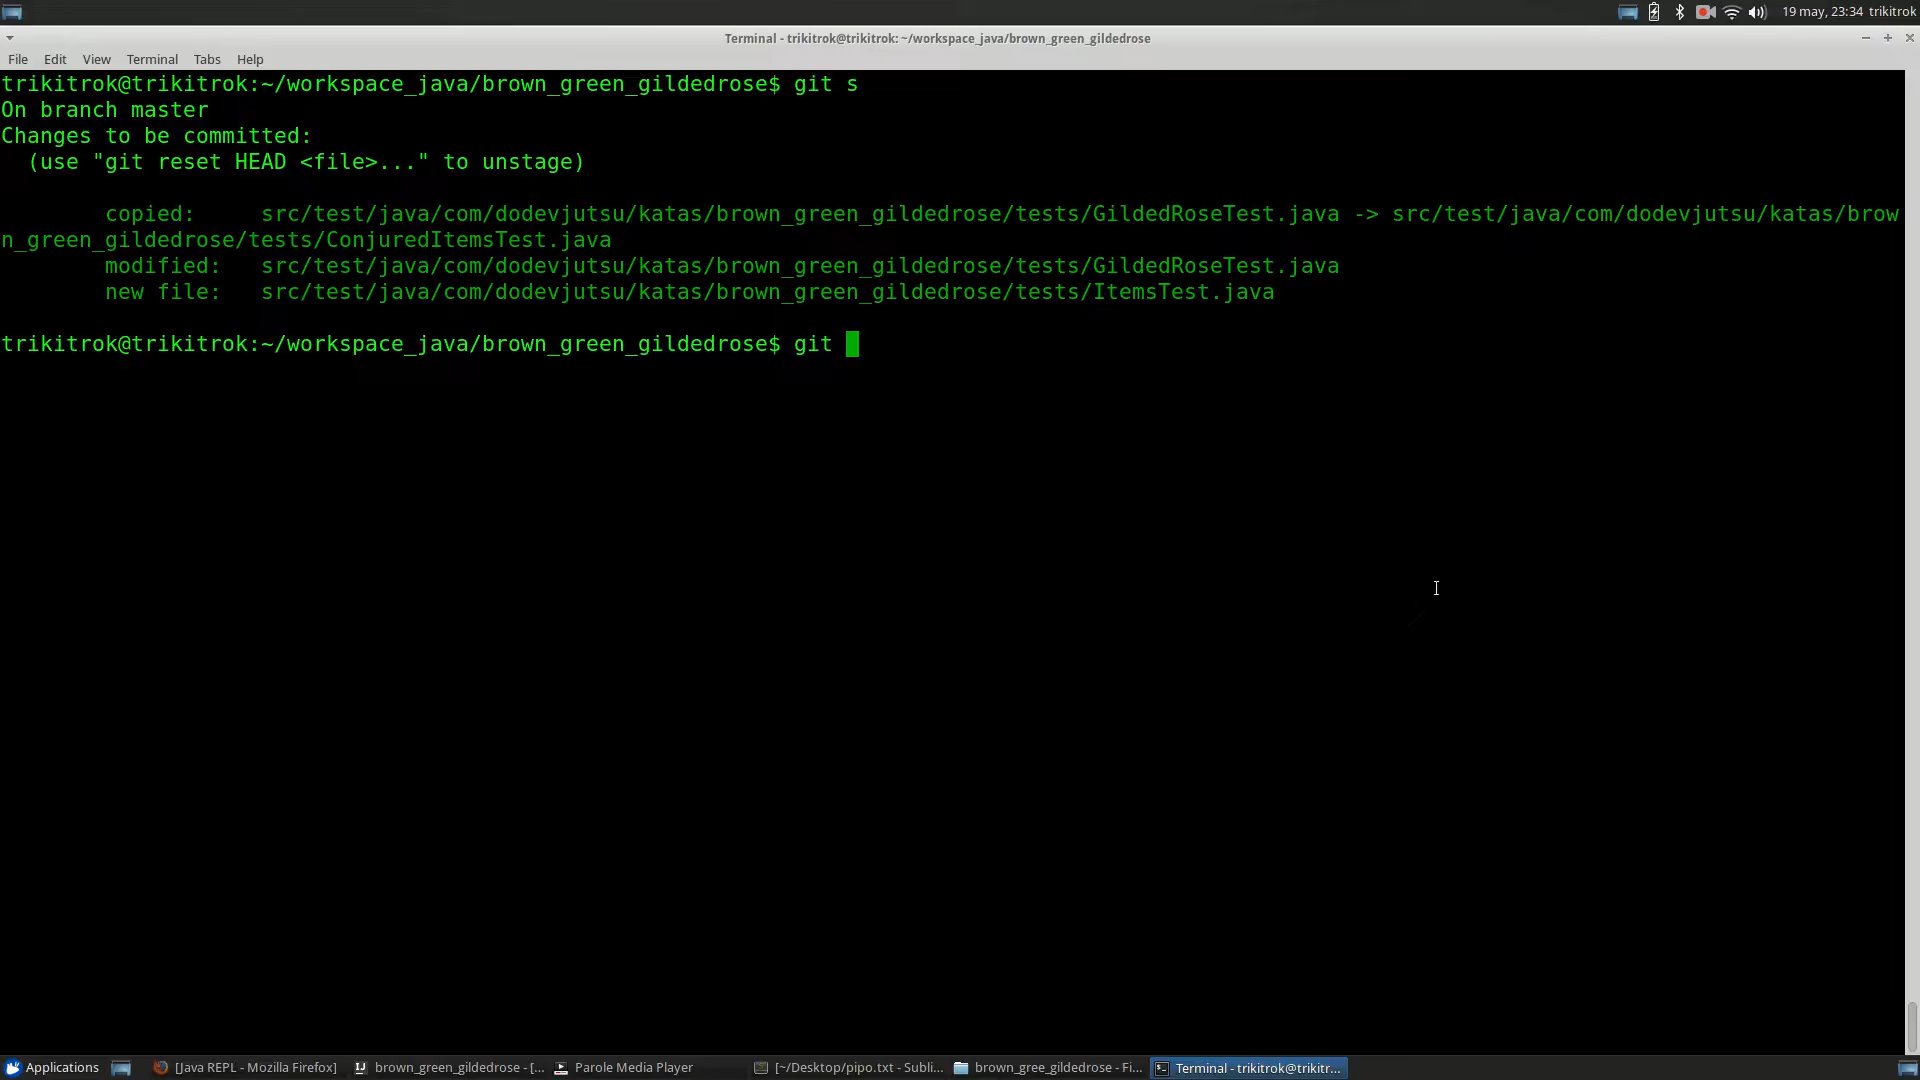 19 may, 23:34 trikitrok
Terminal - trikitrok@trikitrok: ~/workspace_java/brown_green_gildedrose
File Edit View Terminal Tabs Help
trikitrok@trikitrok:~/workspace_java/brown_green_gildedrose$ git s
On branch master
Changes to be committed:
  (use "git reset HEAD <file>..." to unstage)
        copied:     src/test/java/com/dodevjutsu/katas/brown_green_gildedrose/tests/GildedRoseTest.java -> src/test/java/com/dodevjutsu/katas/brow
n_green_gildedrose/tests/ConjuredItemsTest.java
        modified:   src/test/java/com/dodevjutsu/katas/brown_green_gildedrose/tests/GildedRoseTest.java
        new file:   src/test/java/com/dodevjutsu/katas/brown_green_gildedrose/tests/ItemsTest.java
trikitrok@trikitrok:~/workspace_java/brown_green_gildedrose$ git
Applications [Java REPL - Mozilla Firefox] brown_green_gildedrose - [... Parole Media Player [~/Desktop/pipo.txt - Subli... brown_gree_gildedrose - Fi... Terminal - trikitrok@trikitr...